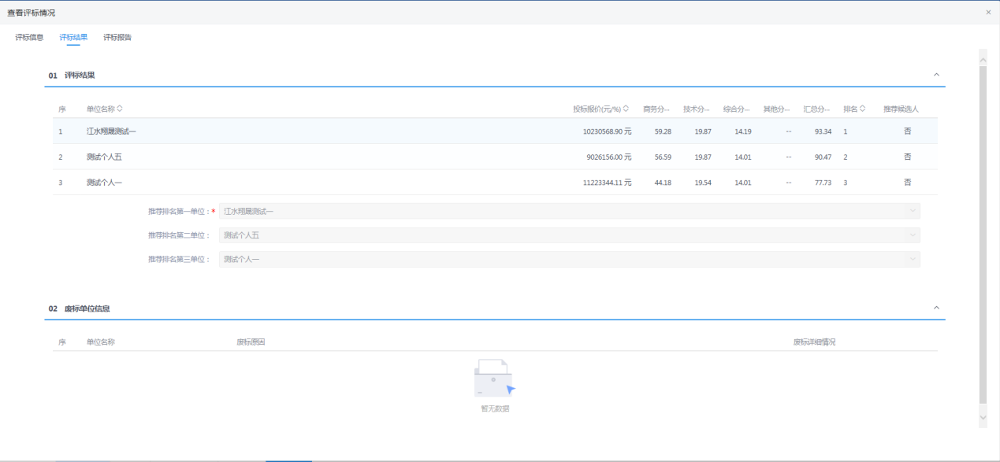 查看评标情况
评标信息 评标结果 评标报告
01 评标结果
序 单位名称 投标报价(元/%) 商务分... 技术分... 综合分... 其他分... 汇总分... 排名 推荐候选人
1 江水翔晟测试一 10230568.90 元 59.28 19.87 14.19 -- 93.34 1 否
2 测试个人五 9026156.00 元 56.59 19.87 14.01 -- 90.47 2 否
3 测试个人一 11223344.11 元 44.18 19.54 14.01 -- 77.73 3 否
推荐排名第一单位：* 江水翔晟测试一
推荐排名第二单位： 测试个人五
推荐排名第三单位： 测试个人一
02 废标单位信息
序 单位名称 废标原因 废标详细情况
暂无数据